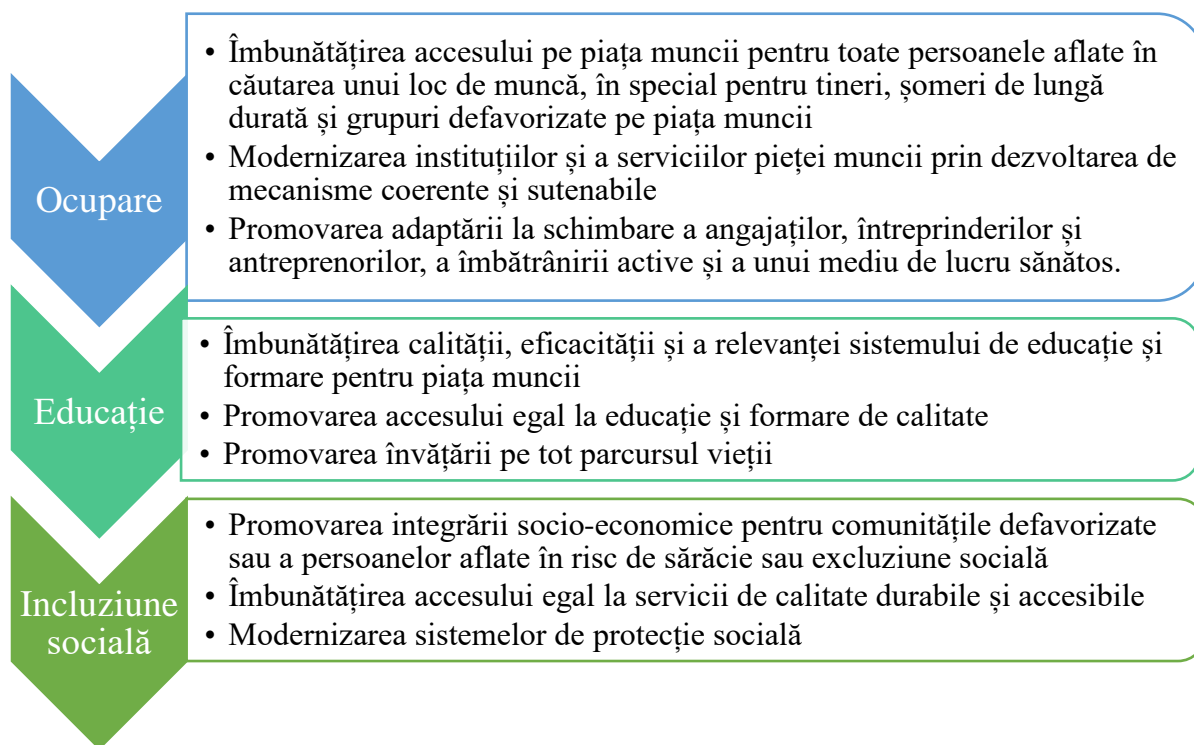 Ocupare
• Îmbunătățirea accesului pe piața muncii pentru toate persoanele aflate în
căutarea unui loc de muncă, în special pentru tineri, șomeri de lungă
durată și grupuri defavorizate pe piața muncii
• Modernizarea instituțiilor și a serviciilor pieței muncii prin dezvoltarea de
mecanisme coerente și sutenabile
• Promovarea adaptării la schimbare a angajaților, întreprinderilor și
antreprenorilor, a îmbătrânirii active și a unui mediu de lucru sănătos.
Educație
• Îmbunătățirea calității, eficacității și a relevanței sistemului de educație și
formare pentru piața muncii
• Promovarea accesului egal la educație și formare de calitate
• Promovarea învățării pe tot parcursul vieții
Incluziune
socială
• Promovarea integrării socio-economice pentru comunitățile defavorizate
sau a persoanelor aflate în risc de sărăcie sau excluziune socială
• Îmbunătățirea accesului egal la servicii de calitate durabile și accesibile
• Modernizarea sistemelor de protecție socială